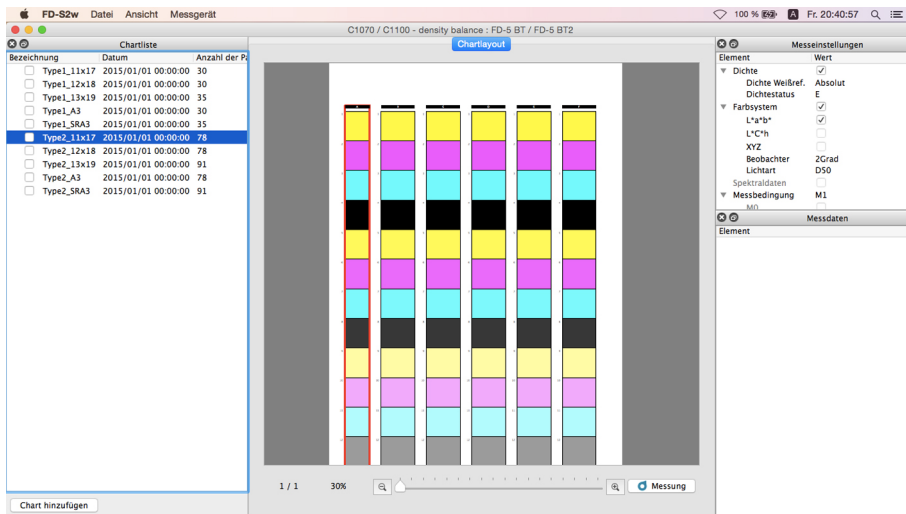 FD-S2w Datei Ansicht Messgerät 100 % A Fr. 20:40:57
C1070 / C1100 - density balance : FD-5 BT / FD-5 BT2
Chartliste
Bezeichnung Datum Anzahl der Pa
Type1_11x17 2015/01/01 00:00:00 30
Type1_12x18 2015/01/01 00:00:00 30
Type1_13x19 2015/01/01 00:00:00 35
Type1_A3 2015/01/01 00:00:00 30
Type1_SRA3 2015/01/01 00:00:00 35
Type2_11x17 2015/01/01 00:00:00 78
Type2_12x18 2015/01/01 00:00:00 78
Type2_13x19 2015/01/01 00:00:00 91
Type2_A3 2015/01/01 00:00:00 78
Type2_SRA3 2015/01/01 00:00:00 91
Chart hinzufügen
Chartlayout
1 / 1 30% Messung
Messeinstellungen
Element Wert
Dichte
Dichte Weißref. Absolut
Dichtestatus E
Farbsystem
L*a*b*
L*C*h
XYZ
Beobachter 2Grad
Lichtart D50
Spektraldaten
Messbedingung M1
M0
Messdaten
Element